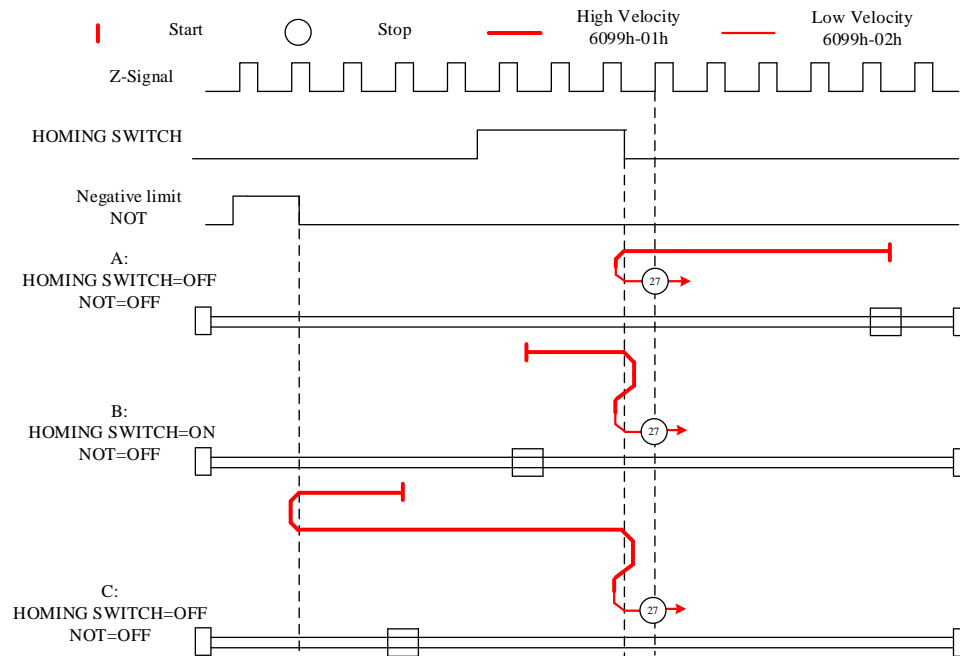 Start
Stop
High Velocity
6099h-01h
Low Velocity
6099h-02h
Z-Signal
HOMING SWITCH
Negative limit
NOT
A:
HOMING SWITCH=OFF
NOT=OFF
27
B:
HOMING SWITCH=ON
NOT=OFF
27
C:
HOMING SWITCH=OFF
NOT=OFF
27